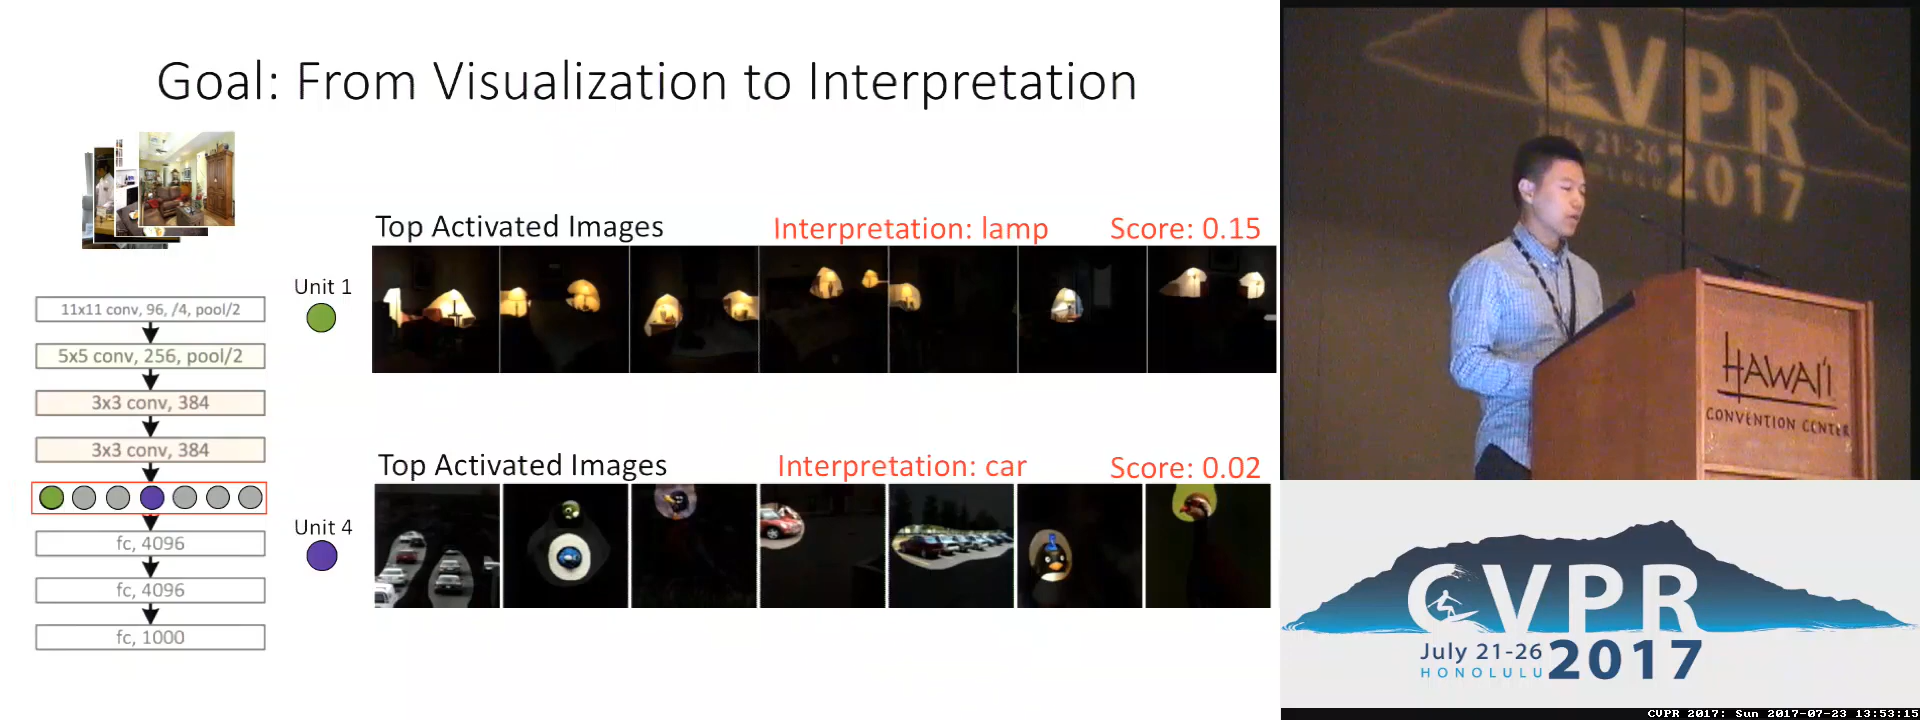 Goal: From Visualization to Interpretation
Top Activated Images Interpretation: lamp Score: 0.15
Unit 1
11x11 conv, 96, /4, pool/2
5x5 conv, 256, pool/2
3x3 conv, 384
3x3 conv, 384
Top Activated Images Interpretation: car Score: 0.02
Unit 4
fc, 4096
fc, 4096
fc, 1000
CVPR
July 21-26
2017
HAWAI'I
CONVENTION CENTER
CVPR
July 21-26
HONOLULU
2017
CVPR 2017: Sun 2017-07-23 13:53:15